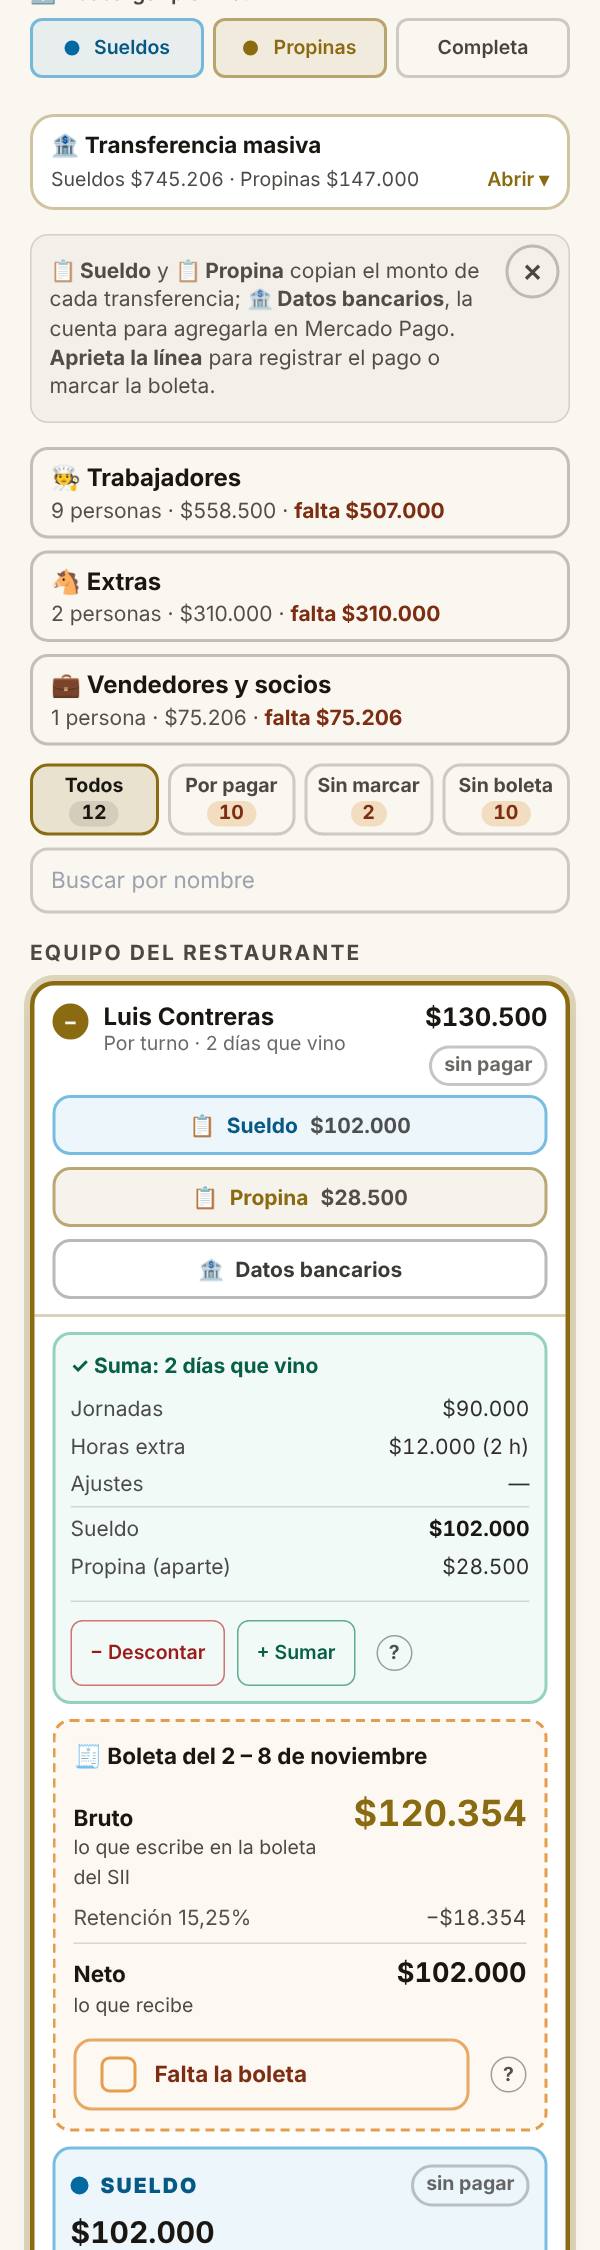 Sueldos
Propinas
Completa
Transferencia masiva
Sueldos $745.206 · Propinas $147.000
Abrir ▾
Sueldo y Propina copian el monto de
cada transferencia; Datos bancarios, la
cuenta para agregarla en Mercado Pago.
Aprieta la línea para registrar el pago o
marcar la boleta.
✕
Trabajadores
9 personas · $558.500 · falta $507.000
Extras
2 personas · $310.000 · falta $310.000
Vendedores y socios
1 persona · $75.206 · falta $75.206
Todos
12
Por pagar
10
Sin marcar
2
Sin boleta
10
Buscar por nombre
EQUIPO DEL RESTAURANTE
Luis Contreras
$130.500
Por turno · 2 días que vino
sin pagar
Sueldo $102.000
Propina $28.500
Datos bancarios
✓ Suma: 2 días que vino
Jornadas $90.000
Horas extra $12.000 (2 h)
Ajustes —
Sueldo $102.000
Propina (aparte) $28.500
− Descontar
+ Sumar
?
Boleta del 2 – 8 de noviembre
Bruto $120.354
lo que escribe en la boleta
del SII
Retención 15,25% −$18.354
Neto $102.000
lo que recibe
Falta la boleta
?
SUELDO
sin pagar
$102.000